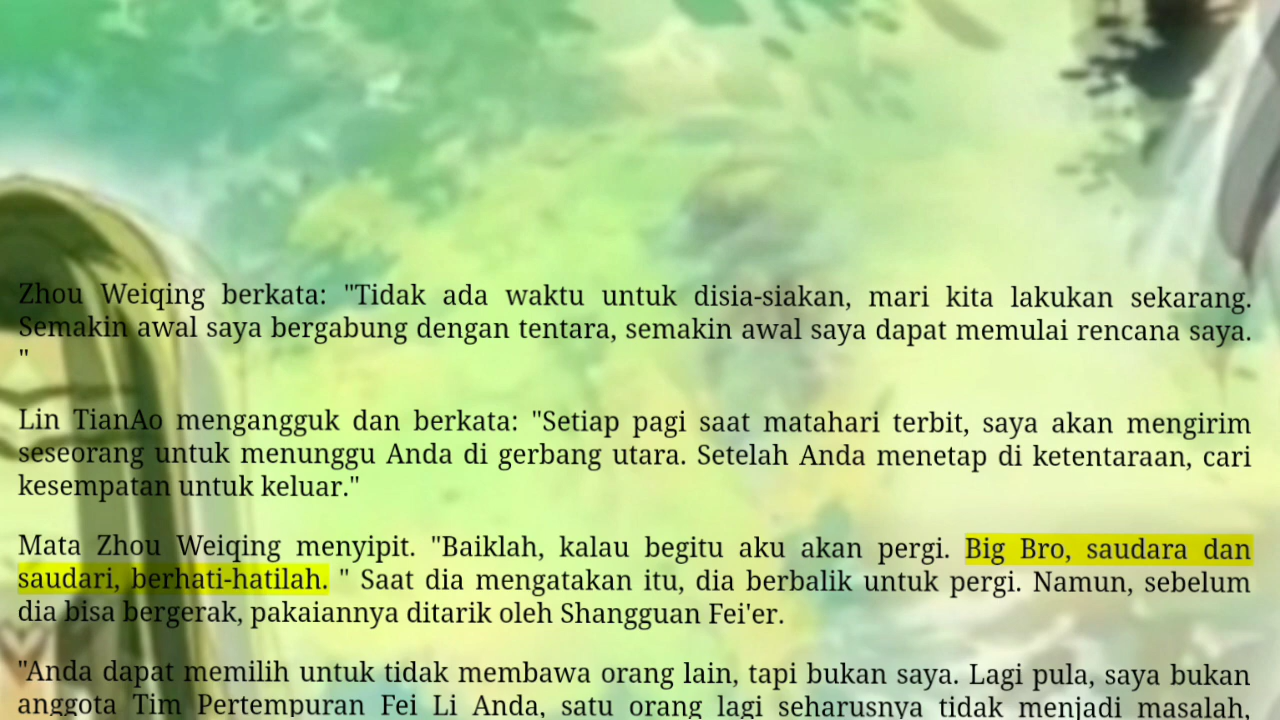 Zhou Weiqing berkata: "Tidak ada waktu untuk disia-siakan, mari kita lakukan sekarang.
Semakin awal saya bergabung dengan tentara, semakin awal saya dapat memulai rencana saya.
"
Lin TianAo mengangguk dan berkata: "Setiap pagi saat matahari terbit, saya akan mengirim
seseorang untuk menunggu Anda di gerbang utara. Setelah Anda menetap di ketentaraan, cari
kesempatan untuk keluar."
Mata Zhou Weiqing menyipit. "Baiklah, kalau begitu aku akan pergi. Big Bro, saudara dan
saudari, berhati-hatilah. " Saat dia mengatakan itu, dia berbalik untuk pergi. Namun, sebelum
dia bisa bergerak, pakaiannya ditarik oleh Shangguan Fei'er.
"Anda dapat memilih untuk tidak membawa orang lain, tapi bukan saya. Lagi pula, saya bukan
anggota Tim Pertempuran Fei Li Anda, satu orang lagi seharusnya tidak menjadi masalah,